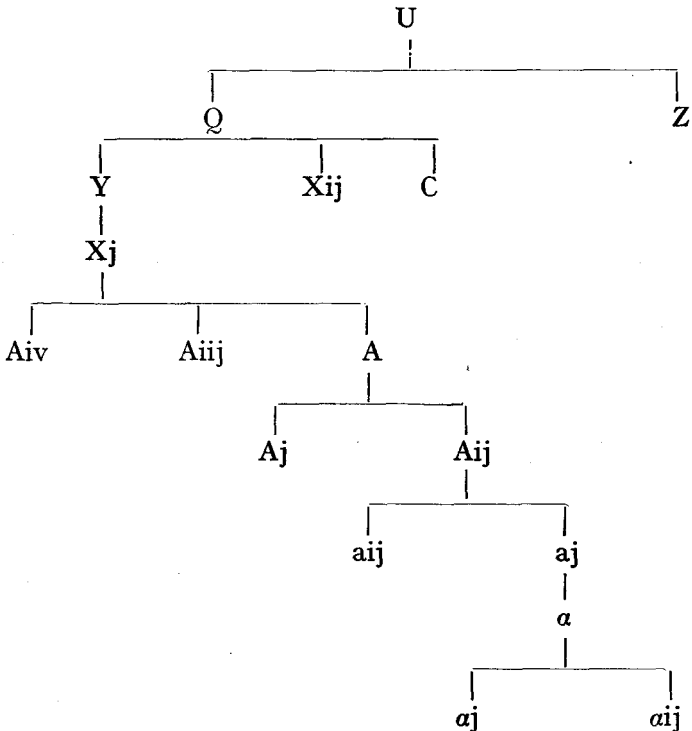 U
Q Z
Y Xij C
Xj
Aiv Aiij A
Aj Aij
aij aj
α
αj αij